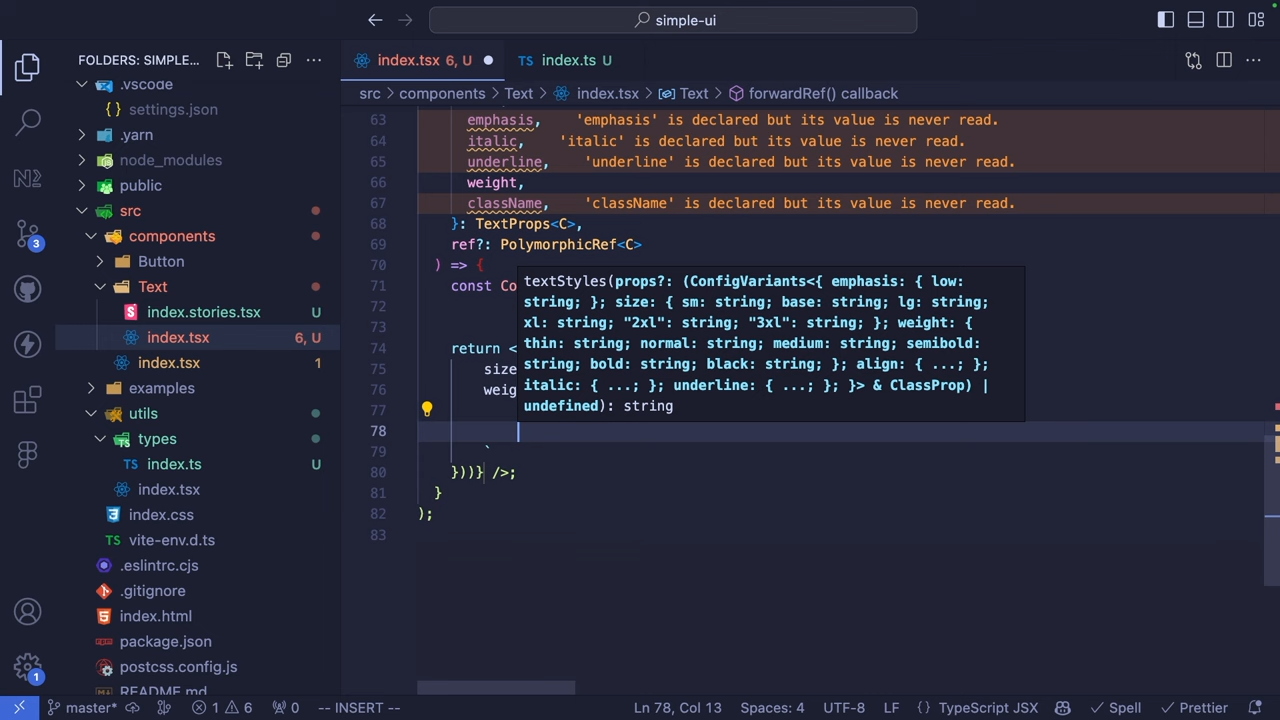 simple-ui
FOLDERS: SIMPLE...
.vscode
settings.json
.yarn
node_modules
public
src
components
Button
Text
index.stories.tsx U
index.tsx 6, U
index.tsx 1
examples
utils
types
index.ts U
index.tsx
index.css
vite-env.d.ts
.eslintrc.cjs
.gitignore
index.html
package.json
postcss.config.js
README.md
3
1
index.tsx 6, U
TS index.ts U
src > components > Text > index.tsx > Text > forwardRef() callback
63 emphasis, 'emphasis' is declared but its value is never read.
64 italic, 'italic' is declared but its value is never read.
65 underline, 'underline' is declared but its value is never read.
66 weight,
67 className, 'className' is declared but its value is never read.
68 }: TextProps<C>,
69 ref?: PolymorphicRef<C>
70 ) => {
71 const Co
72
73
74 return <
75 size
76 weig
77
78
79 `
80 }))} />;
81 }
82 );
83
textStyles(props?: (ConfigVariants<{ emphasis: { low:
string; }; size: { sm: string; base: string; lg: string;
xl: string; "2xl": string; "3xl": string; }; weight: {
thin: string; normal: string; medium: string; semibold:
string; bold: string; black: string; }; align: { ...; };
italic: { ...; }; underline: { ...; }; }> & ClassProp) |
undefined): string
master* 1 6 0 -- INSERT -- Ln 78, Col 13 Spaces: 4 UTF-8 LF { } TypeScript JSX Spell Prettier